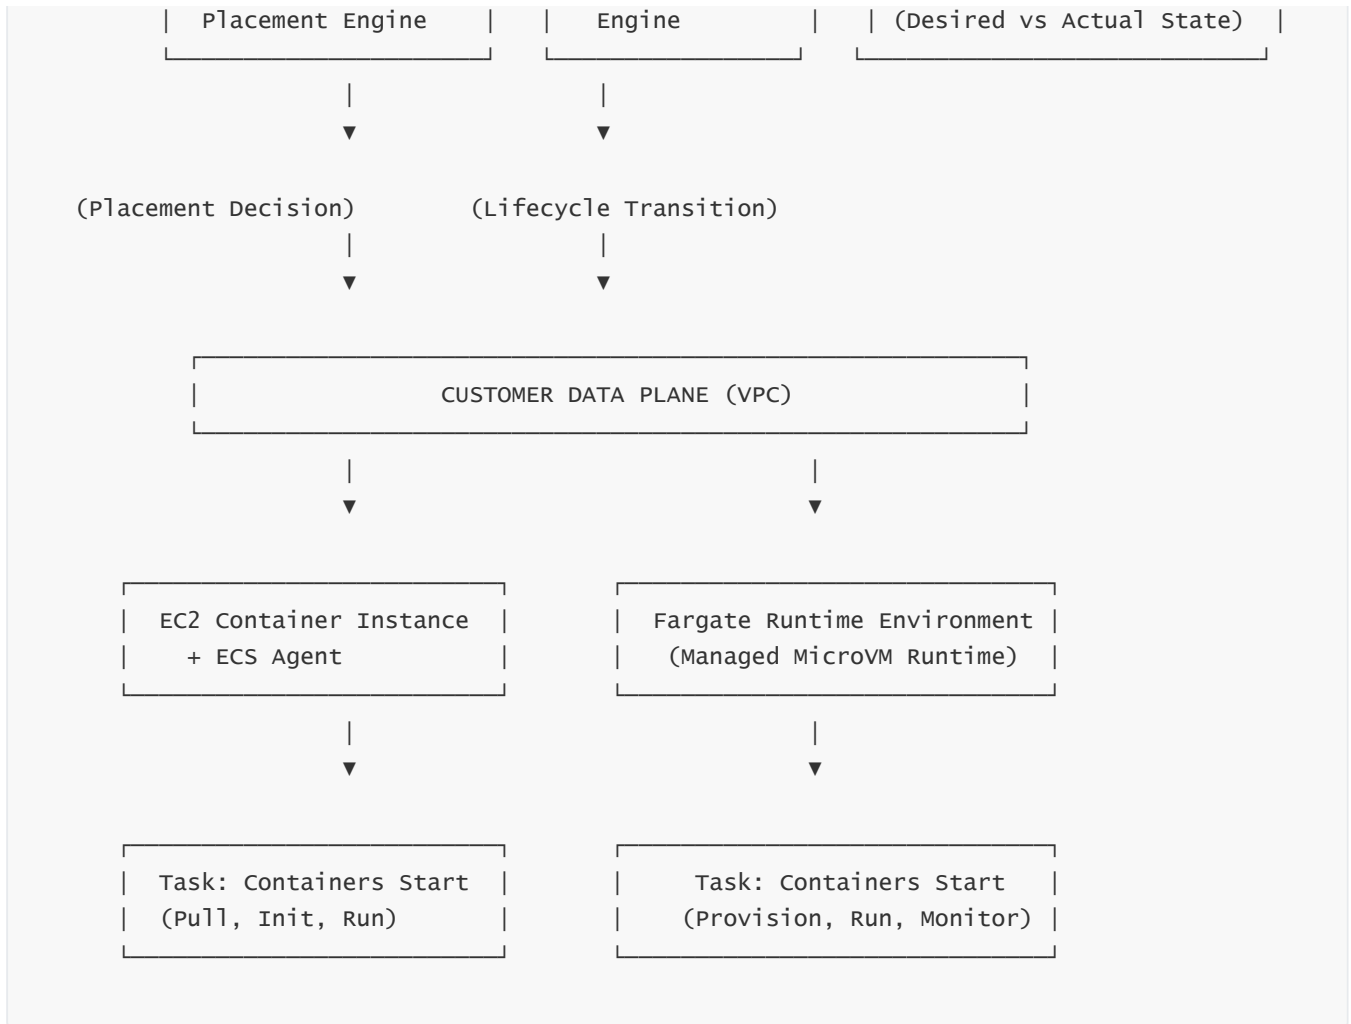 Placement Engine Engine (Desired vs Actual State)
(Placement Decision) (Lifecycle Transition)
CUSTOMER DATA PLANE (VPC)
EC2 Container Instance Fargate Runtime Environment
+ ECS Agent (Managed MicroVM Runtime)
Task: Containers Start Task: Containers Start
(Pull, Init, Run) (Provision, Run, Monitor)